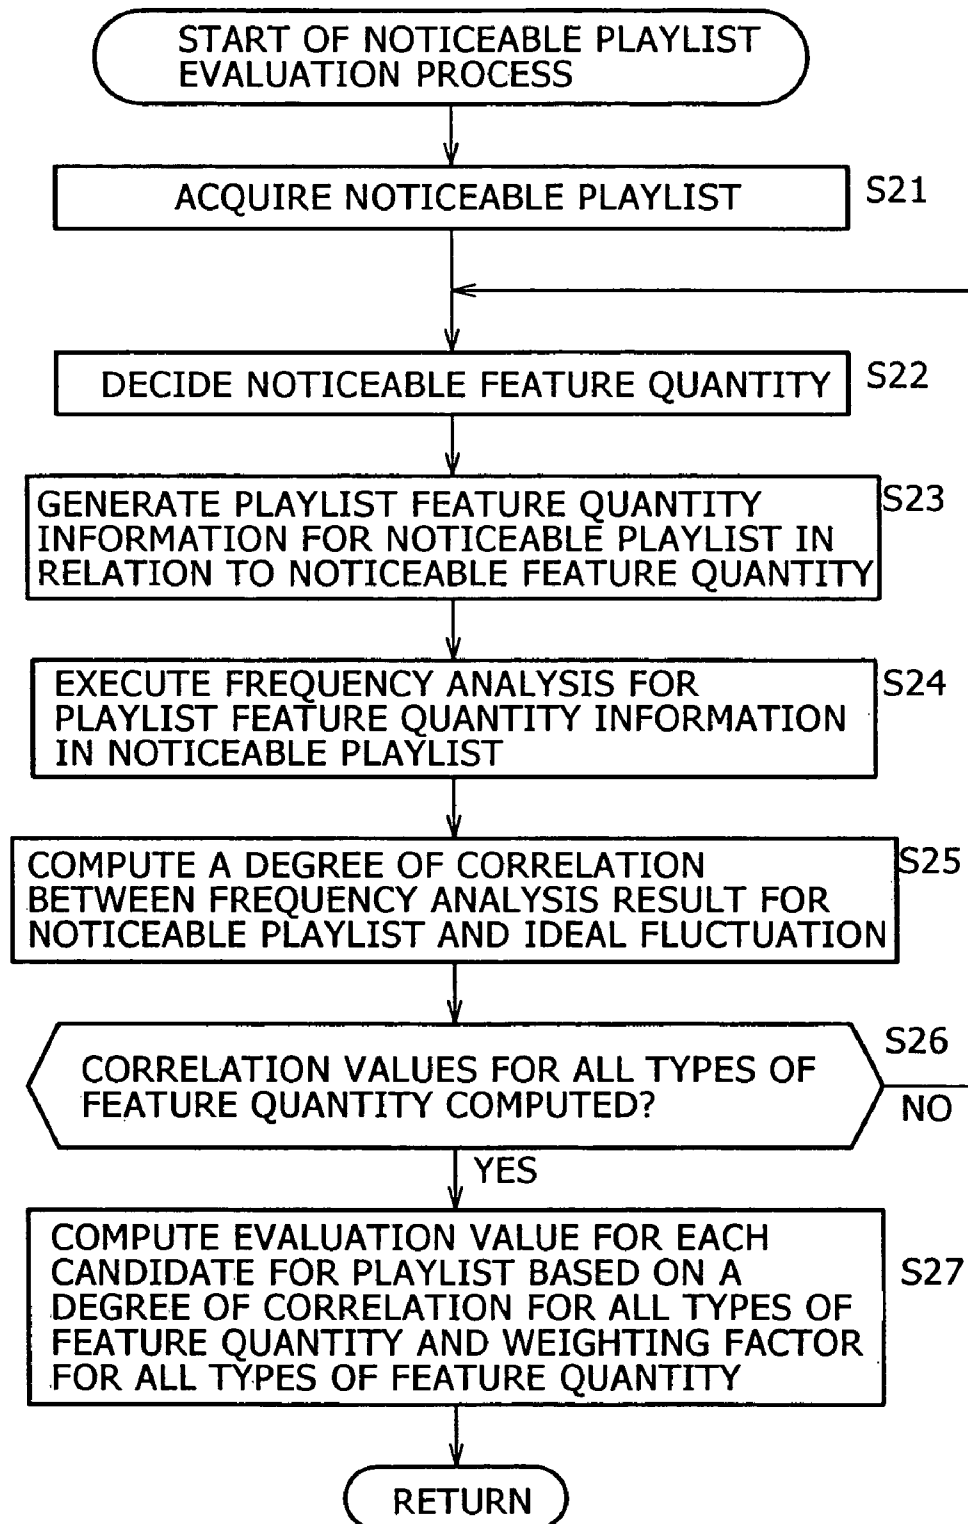 START OF NOTICEABLE PLAYLIST
EVALUATION PROCESS
ACQUIRE NOTICEABLE PLAYLIST
S21
DECIDE NOTICEABLE FEATURE QUANTITY
S22
GENERATE PLAYLIST FEATURE QUANTITY
INFORMATION FOR NOTICEABLE PLAYLIST IN
RELATION TO NOTICEABLE FEATURE QUANTITY
S23
EXECUTE FREQUENCY ANALYSIS FOR
PLAYLIST FEATURE QUANTITY INFORMATION
IN NOTICEABLE PLAYLIST
S24
COMPUTE A DEGREE OF CORRELATION
BETWEEN FREQUENCY ANALYSIS RESULT FOR
NOTICEABLE PLAYLIST AND IDEAL FLUCTUATION
S25
CORRELATION VALUES FOR ALL TYPES OF
FEATURE QUANTITY COMPUTED?
S26
NO
YES
COMPUTE EVALUATION VALUE FOR EACH
CANDIDATE FOR PLAYLIST BASED ON A
DEGREE OF CORRELATION FOR ALL TYPES OF
FEATURE QUANTITY AND WEIGHTING FACTOR
FOR ALL TYPES OF FEATURE QUANTITY
S27
RETURN